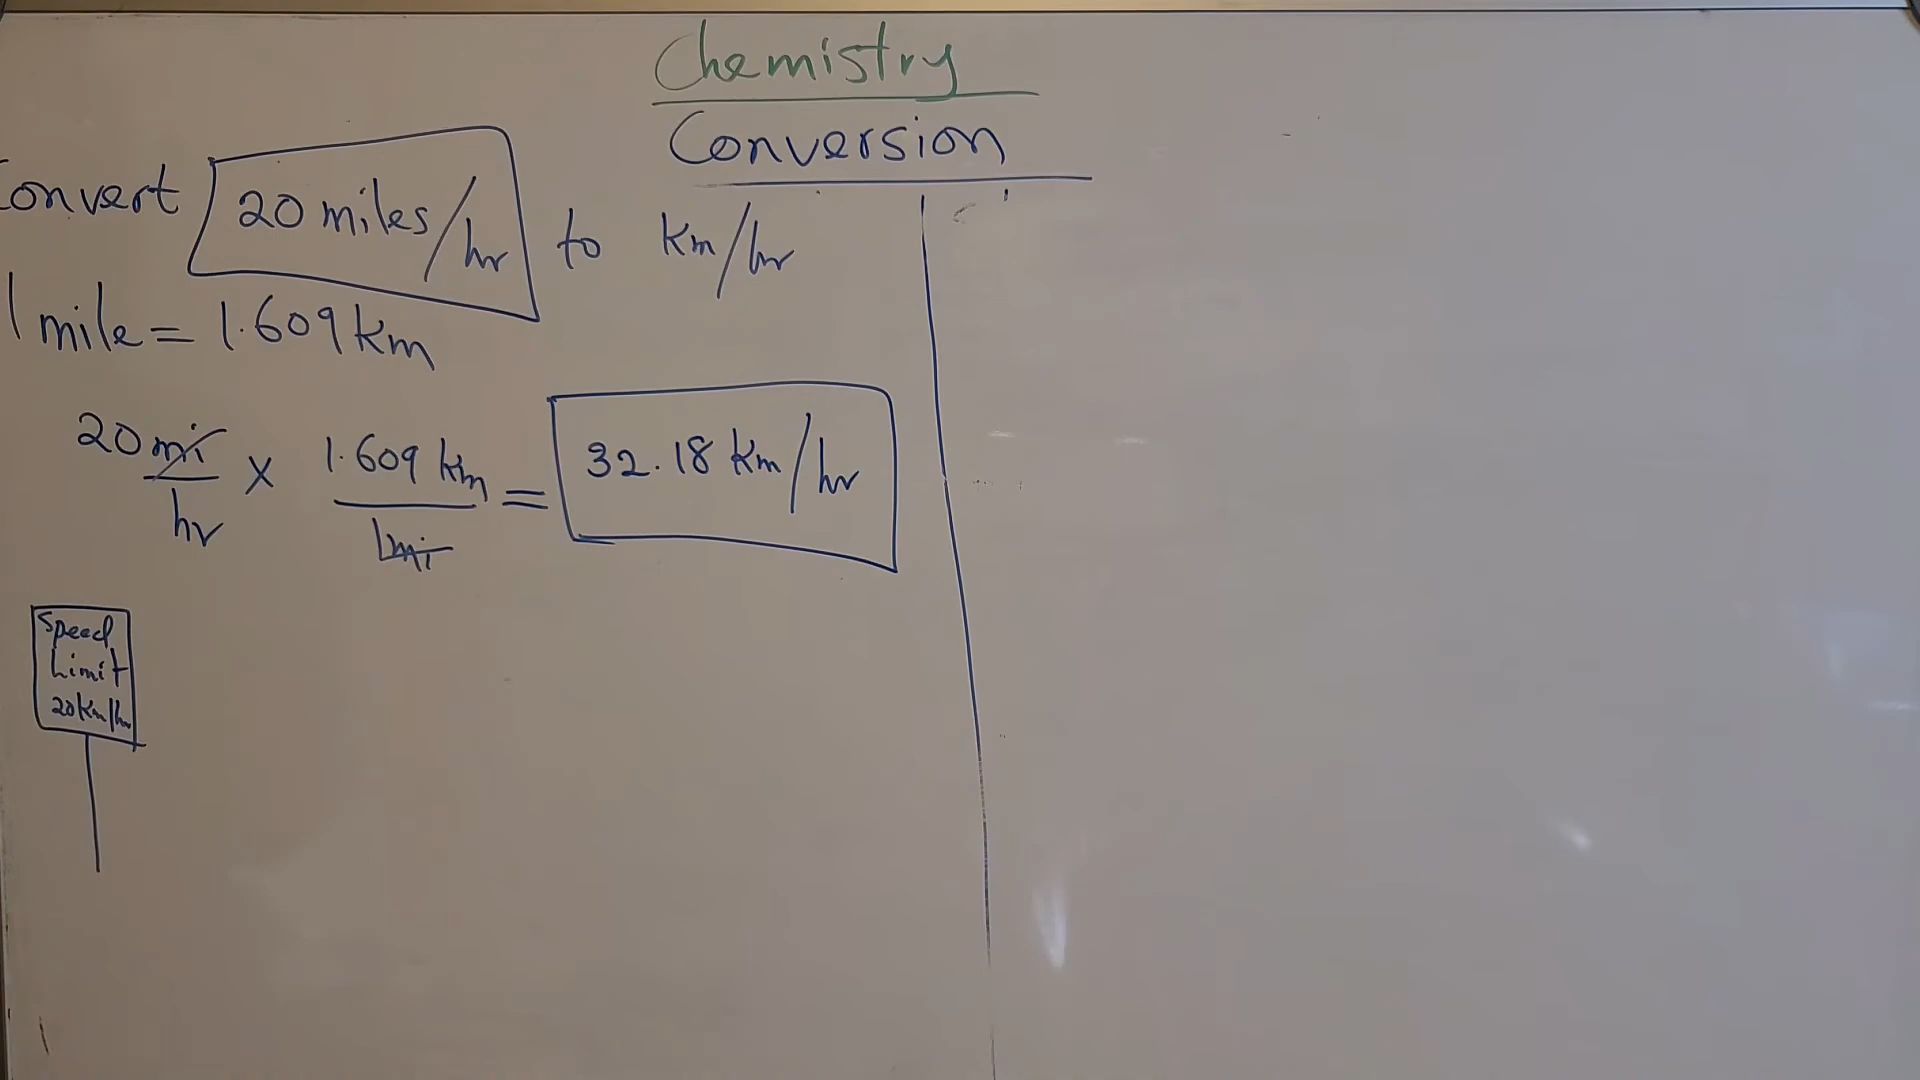 Chemistry
Conversion
Convert 20 miles/hr to km/hr
1 mile = 1.609 km
20 mi/hr × 1.609 km/1 mi = 32.18 km/hr
Speed
Limit
20 Km/hr